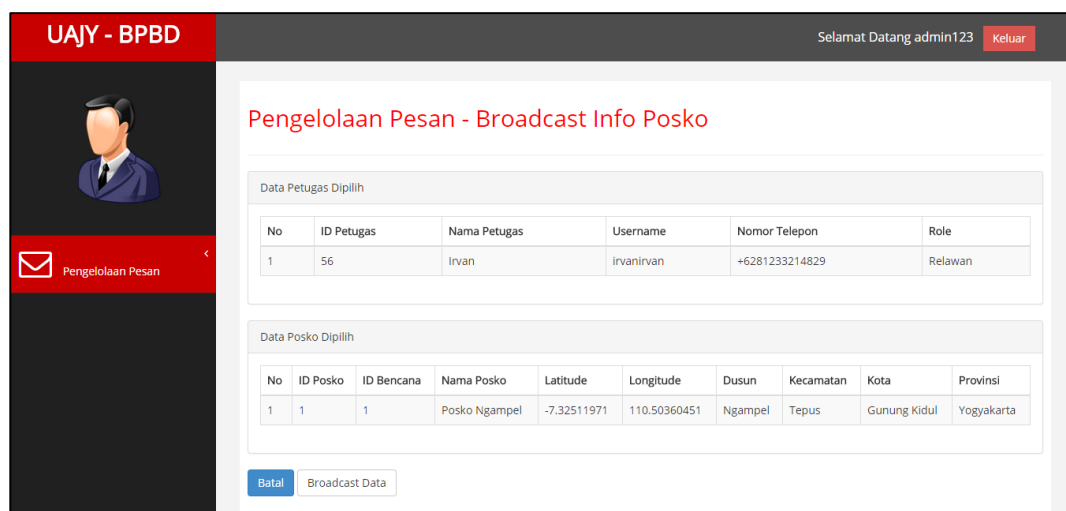 UAJY - BPBD
Selamat Datang admin123 Keluar
Pengelolaan Pesan
Pengelolaan Pesan - Broadcast Info Posko
Data Petugas Dipilih
No ID Petugas Nama Petugas Username Nomor Telepon Role
1 56 Irvan irvanirvan +6281233214829 Relawan
Data Posko Dipilih
No ID Posko ID Bencana Nama Posko Latitude Longitude Dusun Kecamatan Kota Provinsi
1 1 1 Posko Ngampel -7.32511971 110.50360451 Ngampel Tepus Gunung Kidul Yogyakarta
Batal Broadcast Data